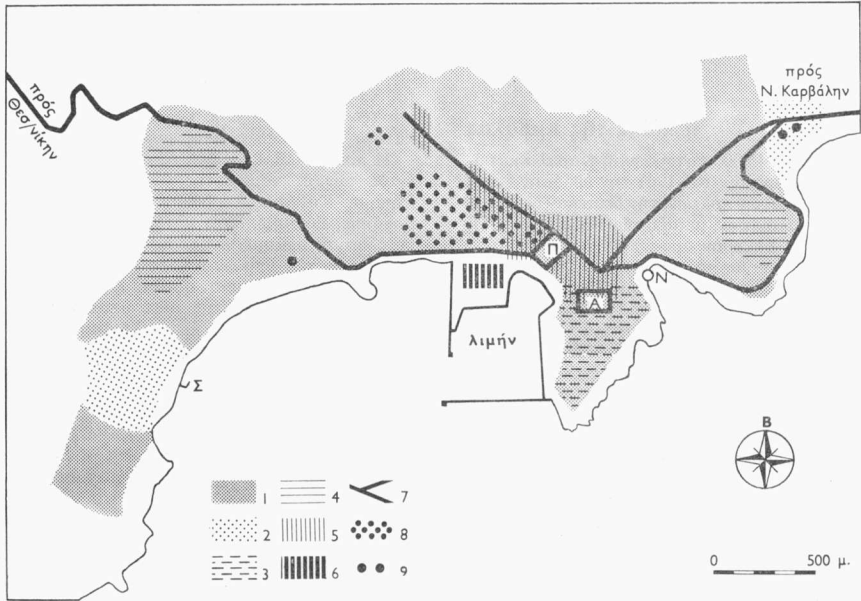 πρός
Θεσ/νίκην
πρός
Ν. Καρβάλην
Π
Ν
Α
λιμήν
Σ
Β
1
2
3
4
5
6
7
8
9
0 500 μ.